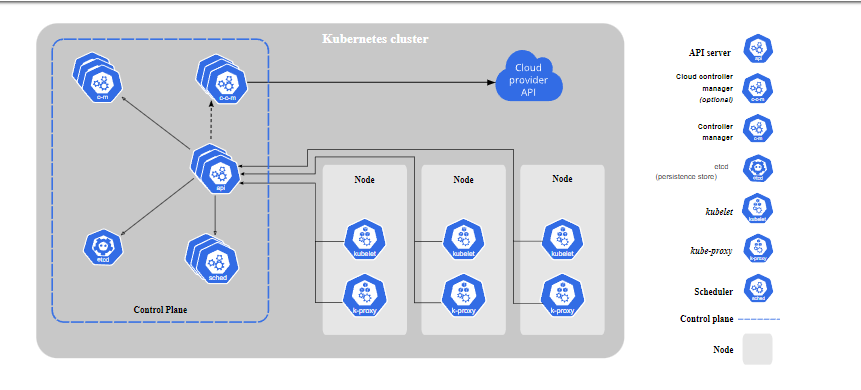 Kubernetes cluster
c-m
c-c-m
Cloud
provider
API
api
Node
Node
Node
etcd
sched
kubelet
kubelet
kubelet
k-proxy
k-proxy
k-proxy
Control Plane
API server
api
Cloud controller
manager
(optional)
c-c-m
Controller
manager
c-m
etcd
(persistence store)
etcd
kubelet
kubelet
kube-proxy
k-proxy
Scheduler
sched
Control plane
Node